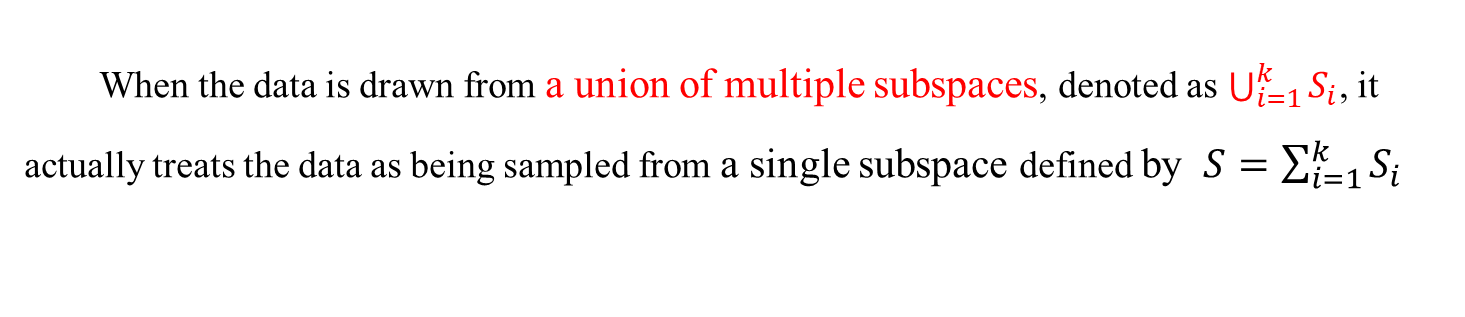 When the data is drawn from a union of multiple subspaces, denoted as ⋃ᵏᵢ₌₁ Sᵢ, it
actually treats the data as being sampled from a single subspace defined by S = ∑ᵏᵢ₌₁ Sᵢ